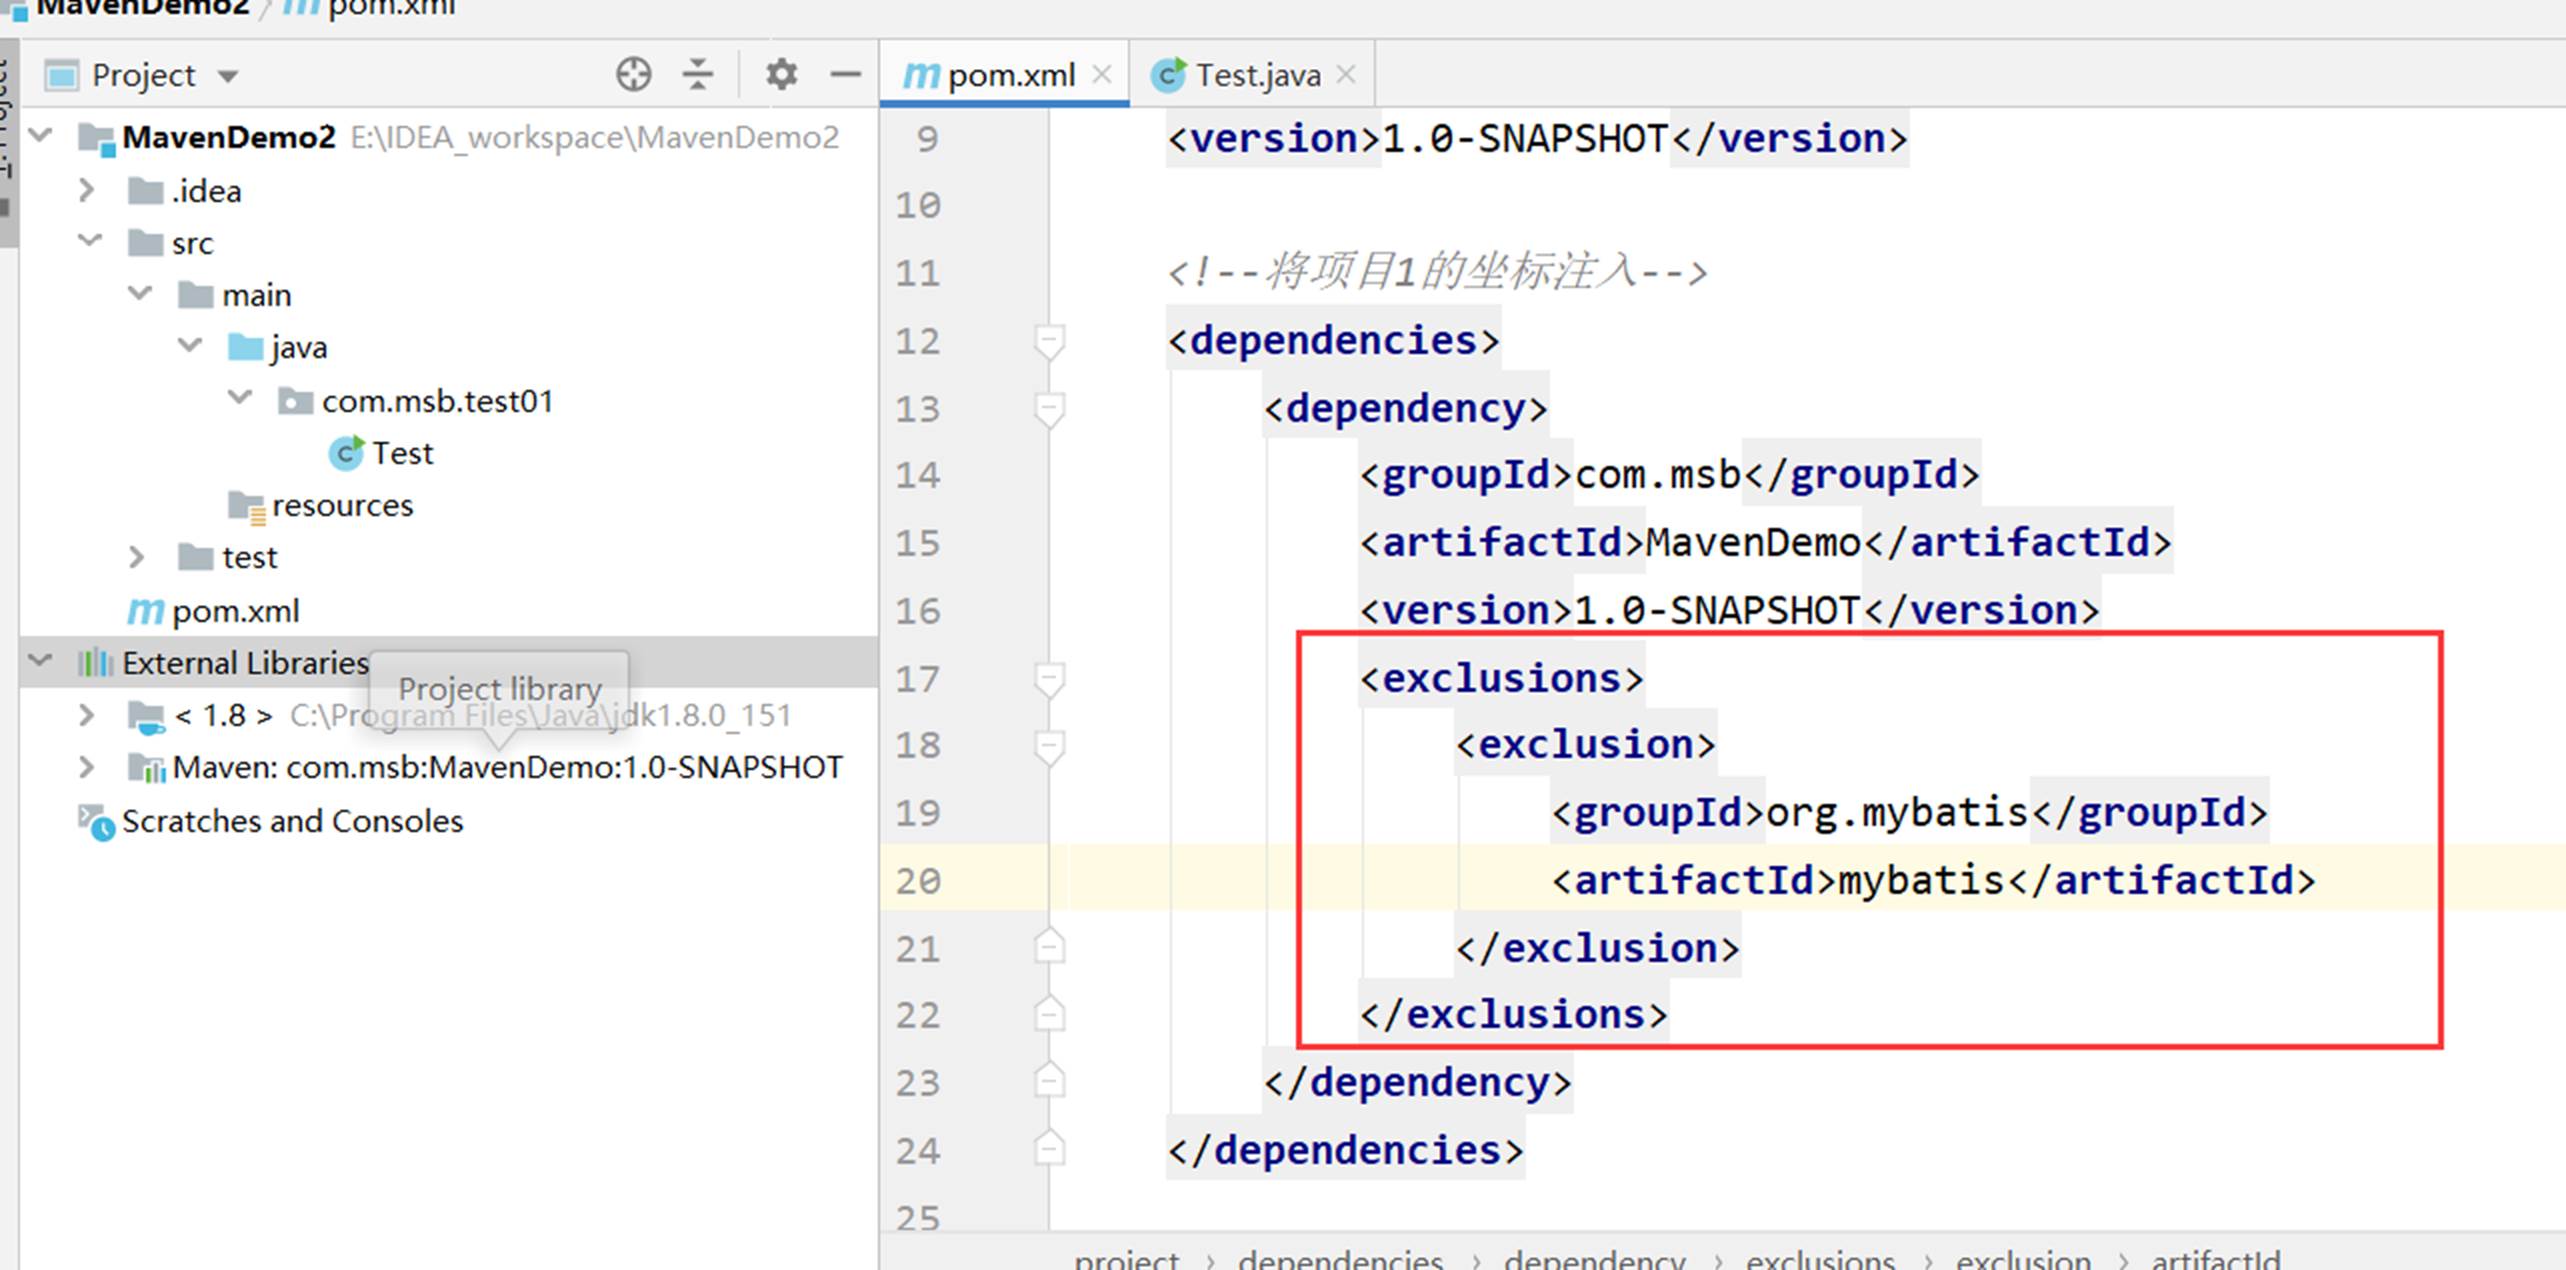 MavenDemo2 pom.xml
Project
pom.xml
Test.java
MavenDemo2 E:\IDEA_workspace\MavenDemo2
.idea
src
main
java
com.msb.test01
Test
resources
test
pom.xml
External Libraries
Project library
< 1.8 > C:\Program Files\Java\jdk1.8.0_151
Maven: com.msb:MavenDemo:1.0-SNAPSHOT
Scratches and Consoles
9 <version>1.0-SNAPSHOT</version>
10
11 <!--将项目1的坐标注入-->
12 <dependencies>
13 <dependency>
14 <groupId>com.msb</groupId>
15 <artifactId>MavenDemo</artifactId>
16 <version>1.0-SNAPSHOT</version>
17 <exclusions>
18 <exclusion>
19 <groupId>org.mybatis</groupId>
20 <artifactId>mybatis</artifactId>
21 </exclusion>
22 </exclusions>
23 </dependency>
24 </dependencies>
25
project › dependencies › dependency › exclusions › exclusion › artifactId